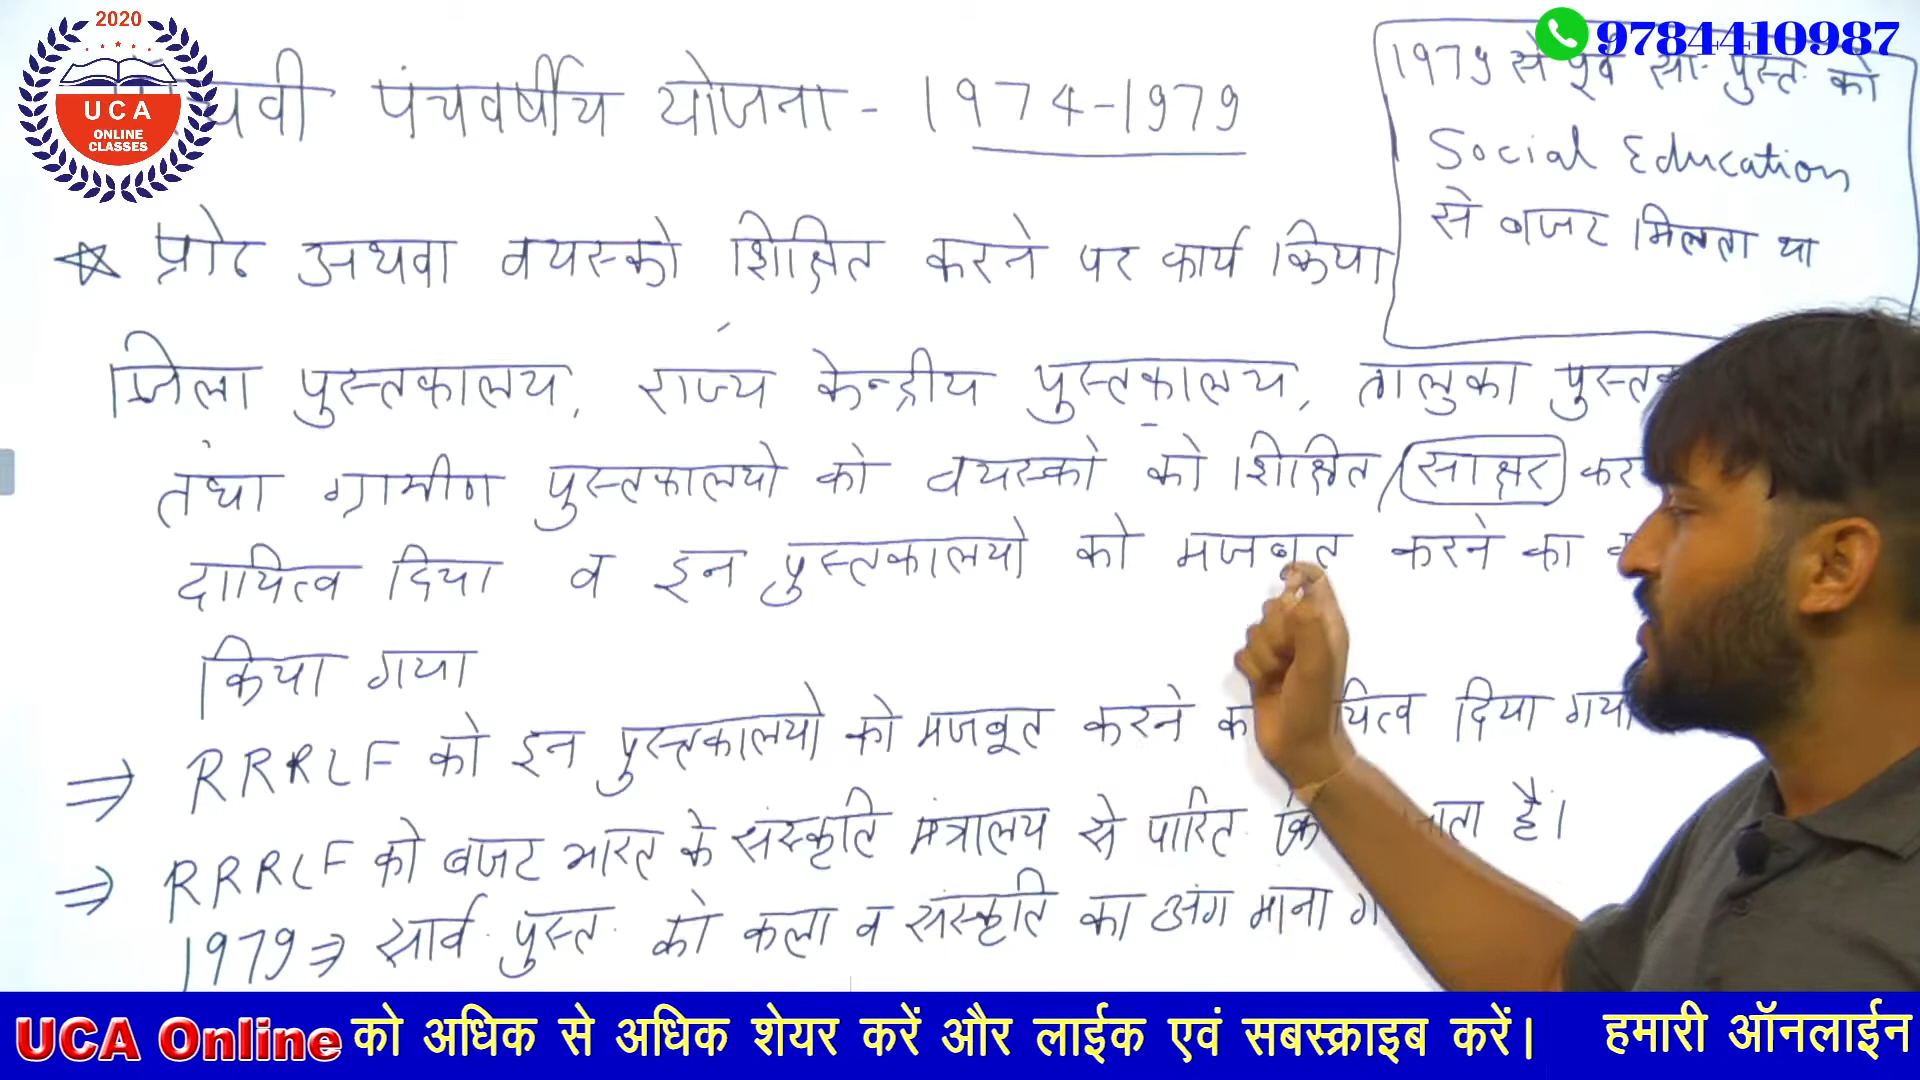 2020
UCA
ONLINE
CLASSES
9784410987
यवी पंचवर्षीय योजना - 1974-1979
1979 से पूर्व सा. पुस्त. को
Social Education
से बजट मिलता था
प्रोढ अथवा वयस्को शिक्षित करने पर कार्य किया
जिला पुस्तकालय, राज्य केन्द्रीय पुस्तकालय, तालुका
तथा ग्रामीण पुस्तकालयो को वयस्को को शिक्षित / साक्षर कर
दायित्व दिया व इन पुस्तकालयो को मजबूत करने का
किया गया
⇒ RRRLF को इन पुस्तकालयो को मजबूत करने दिया गया
⇒ RRRLF को बजट भारत के संस्कृति मंत्रालय से पारित है।
1979 ⇒ सार्व. पुस्त. को कला व संस्कृति का अंग माना
UCA Online को अधिक से अधिक शेयर करें और लाईक एवं सबस्क्राइब करें। हमारी ऑनलाईन